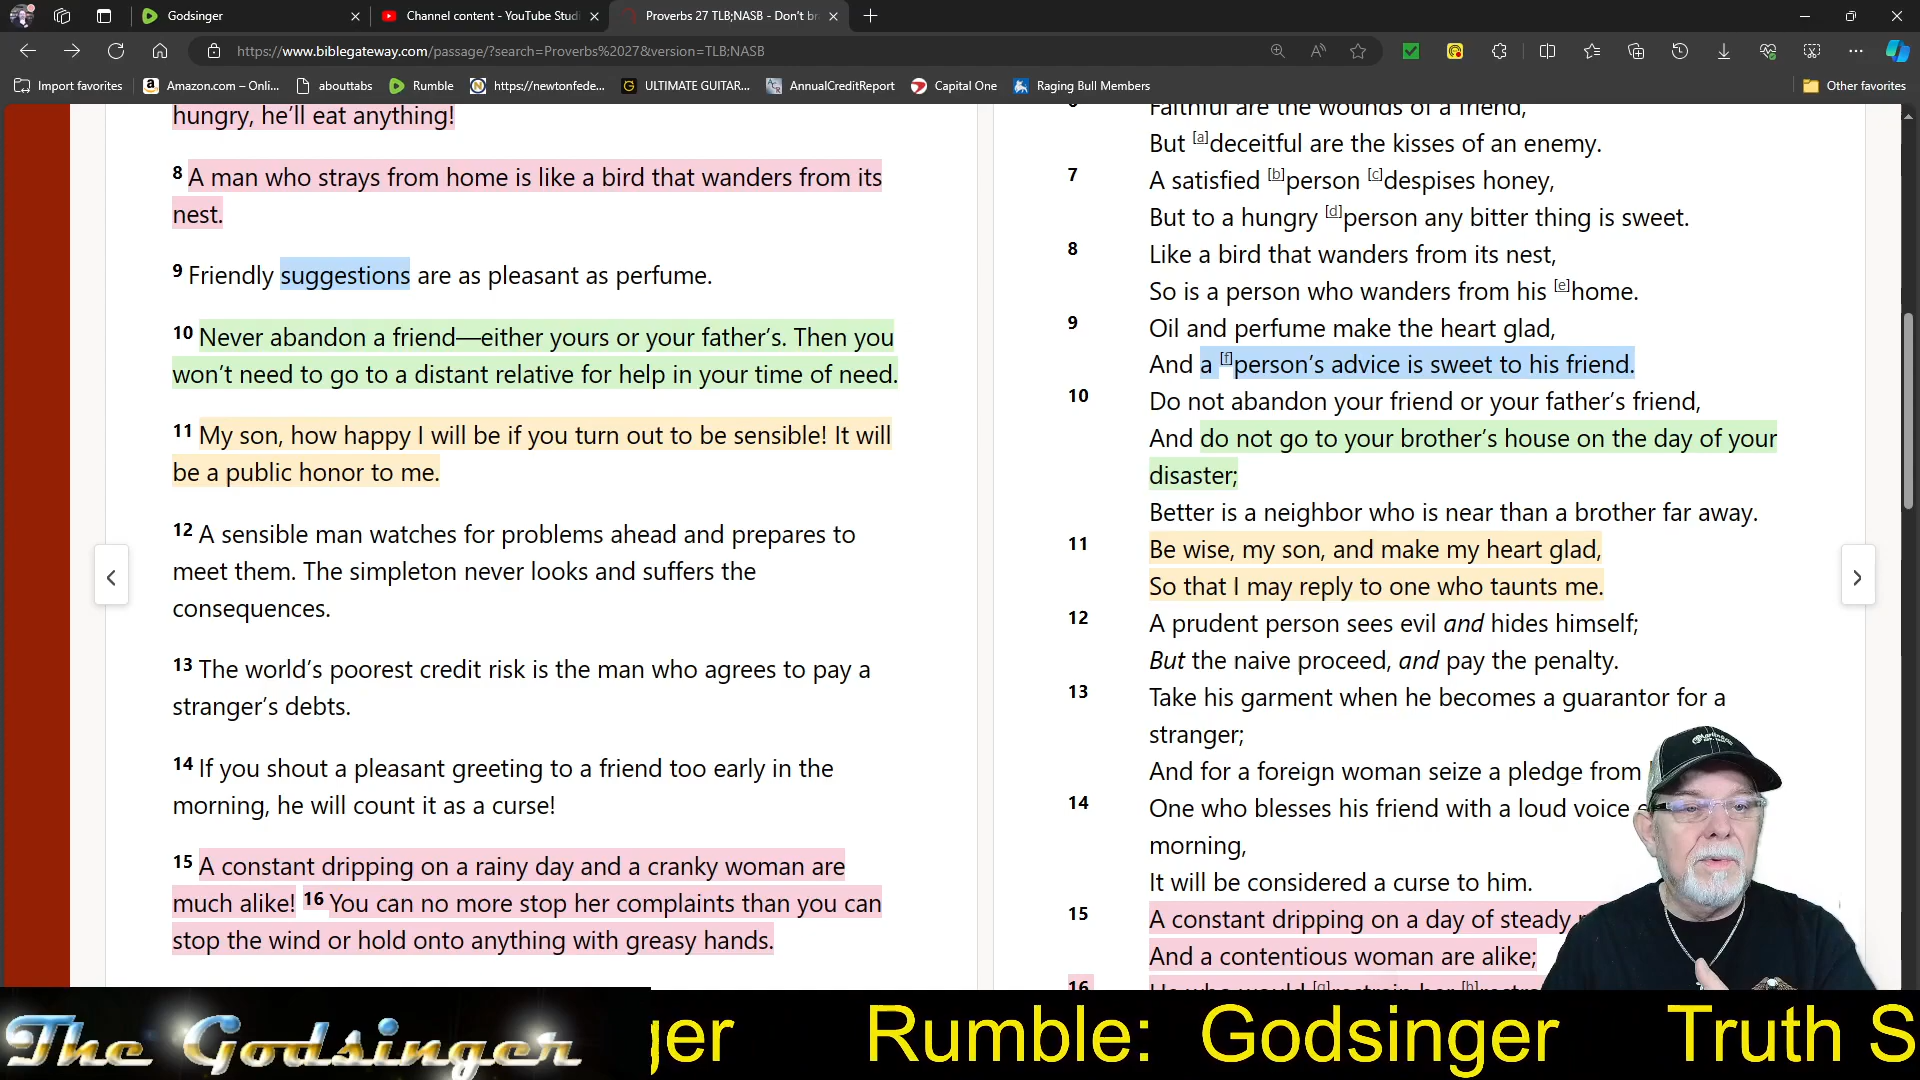 Godsinger
Channel content - YouTube Studi
Proverbs 27 TLB;NASB - Don't br
https://www.biblegateway.com/passage/?search=Proverbs%2027&version=TLB;NASB
Import favorites
Amazon.com – Onli...
abouttabs
Rumble
https://newtonfede...
ULTIMATE GUITAR...
AnnualCreditReport
Capital One
Raging Bull Members
Other favorites
hungry, he'll eat anything!
8 A man who strays from home is like a bird that wanders from its
nest.
9 Friendly suggestions are as pleasant as perfume.
10 Never abandon a friend—either yours or your father's. Then you
won't need to go to a distant relative for help in your time of need.
11 My son, how happy I will be if you turn out to be sensible! It will
be a public honor to me.
12 A sensible man watches for problems ahead and prepares to
meet them. The simpleton never looks and suffers the
consequences.
13 The world's poorest credit risk is the man who agrees to pay a
stranger's debts.
14 If you shout a pleasant greeting to a friend too early in the
morning, he will count it as a curse!
15 A constant dripping on a rainy day and a cranky woman are
much alike! 16 You can no more stop her complaints than you can
stop the wind or hold onto anything with greasy hands.
Faithful are the wounds of a friend,
But [a]deceitful are the kisses of an enemy.
7 A satisfied [b]person [c]despises honey,
But to a hungry [d]person any bitter thing is sweet.
8 Like a bird that wanders from its nest,
So is a person who wanders from his [e]home.
9 Oil and perfume make the heart glad,
And a [f]person's advice is sweet to his friend.
10 Do not abandon your friend or your father's friend,
And do not go to your brother's house on the day of your
disaster;
Better is a neighbor who is near than a brother far away.
11 Be wise, my son, and make my heart glad,
So that I may reply to one who taunts me.
12 A prudent person sees evil and hides himself;
But the naive proceed, and pay the penalty.
13 Take his garment when he becomes a guarantor for a
stranger;
And for a foreign woman seize a pledge from
14 One who blesses his friend with a loud voice
morning,
It will be considered a curse to him.
15 A constant dripping on a day of steady
And a contentious woman are alike;
16 He who would [g]restrain her [h]
The Godsinger
ger Rumble: Godsinger Truth S